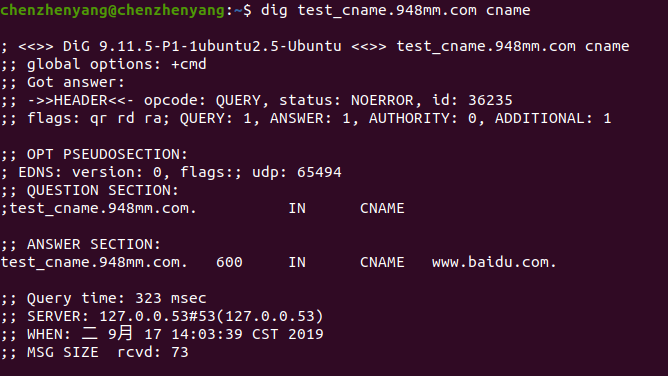 chenzhenyang@chenzhenyang:~$ dig test_cname.948mm.com cname
; <<>> DiG 9.11.5-P1-1ubuntu2.5-Ubuntu <<>> test_cname.948mm.com cname
;; global options: +cmd
;; Got answer:
;; ->>HEADER<<- opcode: QUERY, status: NOERROR, id: 36235
;; flags: qr rd ra; QUERY: 1, ANSWER: 1, AUTHORITY: 0, ADDITIONAL: 1
;; OPT PSEUDOSECTION:
; EDNS: version: 0, flags:; udp: 65494
;; QUESTION SECTION:
;test_cname.948mm.com. IN CNAME
;; ANSWER SECTION:
test_cname.948mm.com. 600 IN CNAME www.baidu.com.
;; Query time: 323 msec
;; SERVER: 127.0.0.53#53(127.0.0.53)
;; WHEN: 二 9月 17 14:03:39 CST 2019
;; MSG SIZE rcvd: 73